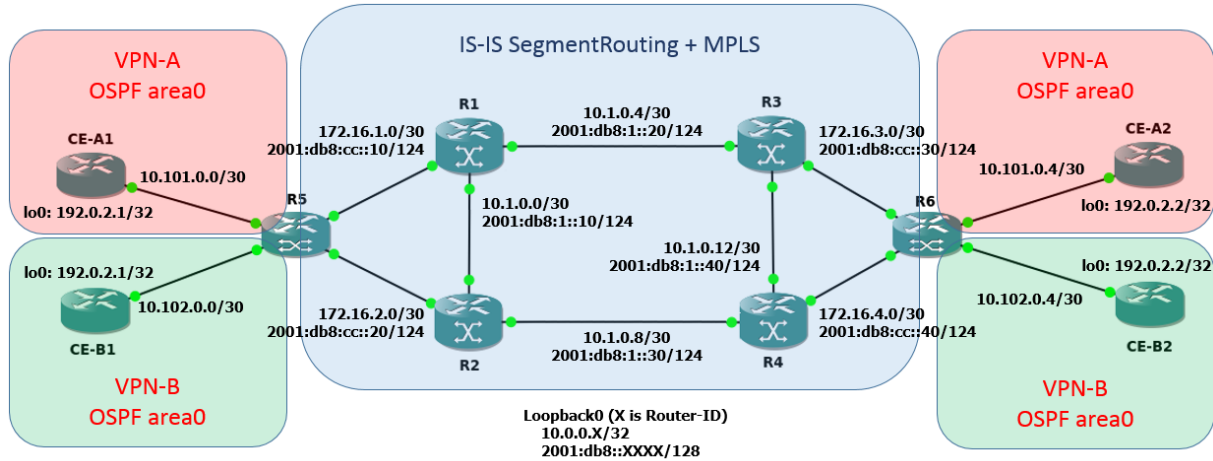 IS-IS SegmentRouting + MPLS
VPN-A
OSPF area0
CE-A1
10.101.0.0/30
lo0: 192.0.2.1/32
R5
lo0: 192.0.2.1/32
10.102.0.0/30
CE-B1
VPN-B
OSPF area0
R1
172.16.1.0/30
2001:db8:cc::10/124
10.1.0.4/30
2001:db8:1::20/124
R3
172.16.3.0/30
2001:db8:cc::30/124
10.1.0.0/30
2001:db8:1::10/124
10.1.0.12/30
2001:db8:1::40/124
172.16.2.0/30
2001:db8:cc::20/124
R2
10.1.0.8/30
2001:db8:1::30/124
172.16.4.0/30
2001:db8:cc::40/124
R4
VPN-A
OSPF area0
CE-A2
10.101.0.4/30
R6
lo0: 192.0.2.2/32
lo0: 192.0.2.2/32
10.102.0.4/30
CE-B2
VPN-B
OSPF area0
Loopback0 (X is Router-ID)
10.0.0.X/32
2001:db8::XXXX/128